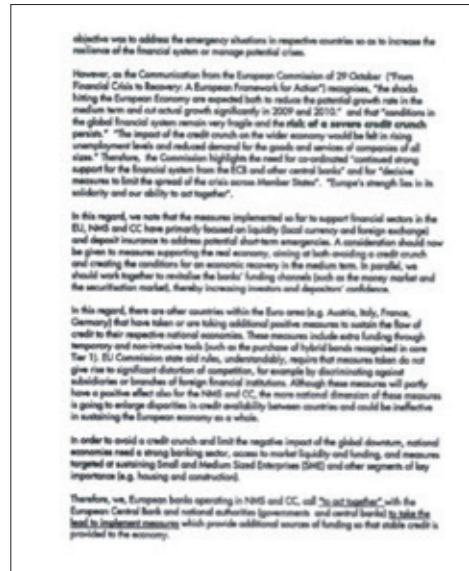 objective was to address the emergency situations in respective countries so as to increase the
resilience of the financial system or manage potential crises.
However, as the Communication from the European Commission of 29 October ("From
Financial Crisis to Recovery: A European Framework for Action") recognises, "the shocks
hitting the European Economy are expected both to reduce the potential growth rate in the
medium term and cut actual growth significantly in 2009 and 2010." and that "conditions in
the global financial system remain very fragile and the risk of a severe credit crunch
persists." "The impact of the credit crunch on the wider economy would be felt in rising
unemployment levels and reduced demand for the goods and services of companies of all
sizes." Therefore, the Commission highlights the need for co-ordinated "continued strong
support for the financial system from the ECB and other central banks" and for "decisive
measures to limit the spread of the crisis across Member States". "Europe's strength lies in its
solidarity and our ability to act together".
In this regard, we note that the measures implemented so far to support financial sectors in the
EU, NMS and CC have primarily focused on liquidity (local currency and foreign exchange)
and deposit insurance to address potential short-term emergencies. A consideration should now
be given to measures supporting the real economy, aiming at both avoiding a credit crunch
and creating the conditions for an economic recovery in the medium term. In parallel, we
should work together to revitalise the banks' funding channels (such as the money market and
the securitisation market), thereby increasing investors and depositors' confidence.
In this regard, there are other countries within the Euro area (e.g. Austria, Italy, France,
Germany) that have taken or are taking additional positive measures to sustain the flow of
credit to their respective national economies. These measures include extra funding through
temporary and non-intrusive tools (such as the purchase of hybrid bonds recognised in core
Tier 1). EU Commission state aid rules, understandably, require that measures taken do not
give rise to significant distortion of competition, for example by discriminating against
subsidiaries or branches of foreign financial institutions. Although these measures will partly
have a positive effect also for the NMS and CC, the more national dimension of these measures
is going to enlarge disparities in credit availability between countries and could be ineffective
in sustaining the European economy as a whole.
In order to avoid a credit crunch and limit the negative impact of the global downturn, national
economies need a strong banking sector, access to market liquidity and funding, and measures
targeted at sustaining Small and Medium Sized Enterprises (SME) and other segments of key
importance (e.g. housing and construction).
Therefore, we, European banks operating in NMS and CC, call "to act together" with the
European Central Bank and national authorities (governments and central banks) to take the
lead to implement measures which provide additional sources of funding so that stable credit is
provided to the economy.